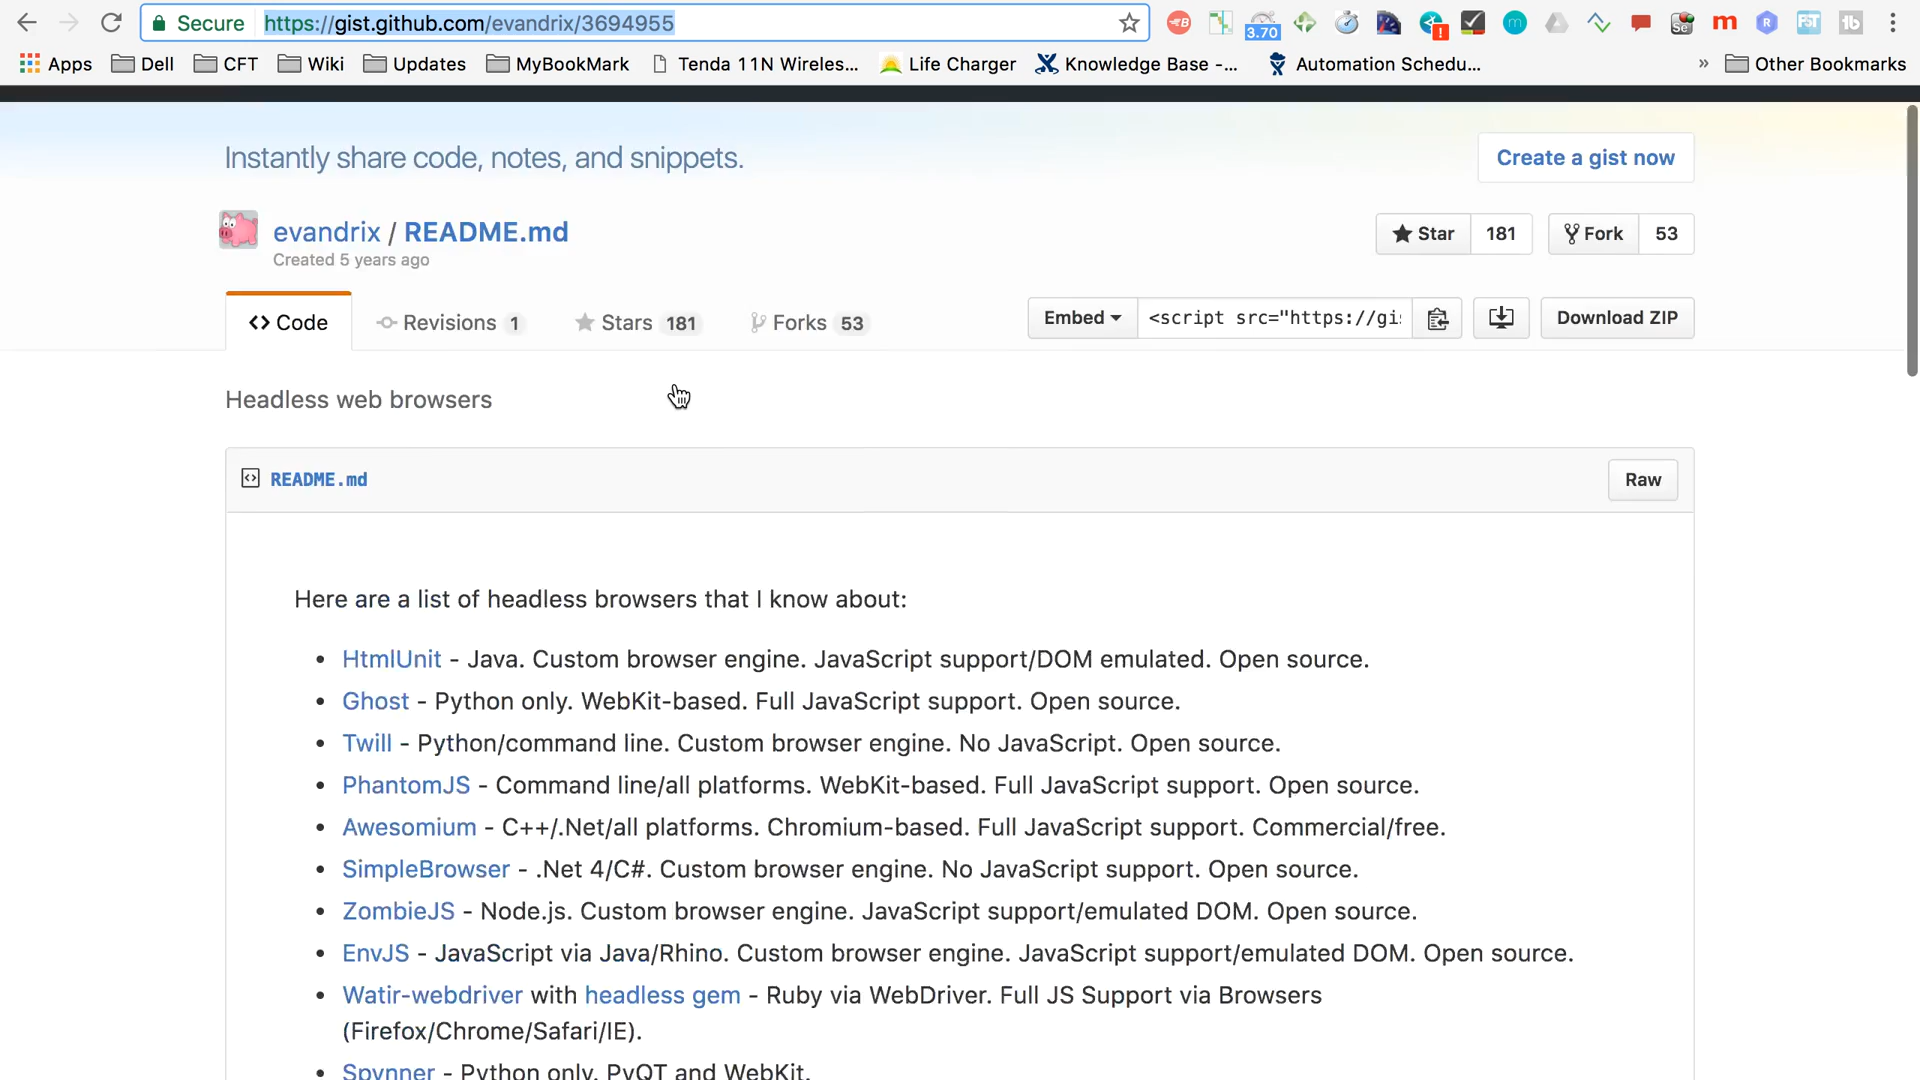 Secure https://gist.github.com/evandrix/3694955
3.70
Apps Dell CFT Wiki Updates MyBookMark Tenda 11N Wireles... Life Charger Knowledge Base -... Automation Schedu... » Other Bookmarks
Instantly share code, notes, and snippets.
Create a gist now
evandrix / README.md
Created 5 years ago
Star 181 Fork 53
<> Code Revisions 1 Stars 181 Forks 53
Embed <script src="https://gi Download ZIP
Headless web browsers
README.md
Raw
Here are a list of headless browsers that I know about:
• HtmlUnit - Java. Custom browser engine. JavaScript support/DOM emulated. Open source.
• Ghost - Python only. WebKit-based. Full JavaScript support. Open source.
• Twill - Python/command line. Custom browser engine. No JavaScript. Open source.
• PhantomJS - Command line/all platforms. WebKit-based. Full JavaScript support. Open source.
• Awesomium - C++/.Net/all platforms. Chromium-based. Full JavaScript support. Commercial/free.
• SimpleBrowser - .Net 4/C#. Custom browser engine. No JavaScript support. Open source.
• ZombieJS - Node.js. Custom browser engine. JavaScript support/emulated DOM. Open source.
• EnvJS - JavaScript via Java/Rhino. Custom browser engine. JavaScript support/emulated DOM. Open source.
• Watir-webdriver with headless gem - Ruby via WebDriver. Full JS Support via Browsers
(Firefox/Chrome/Safari/IE).
• Spynner - Python only. PyQT and WebKit.